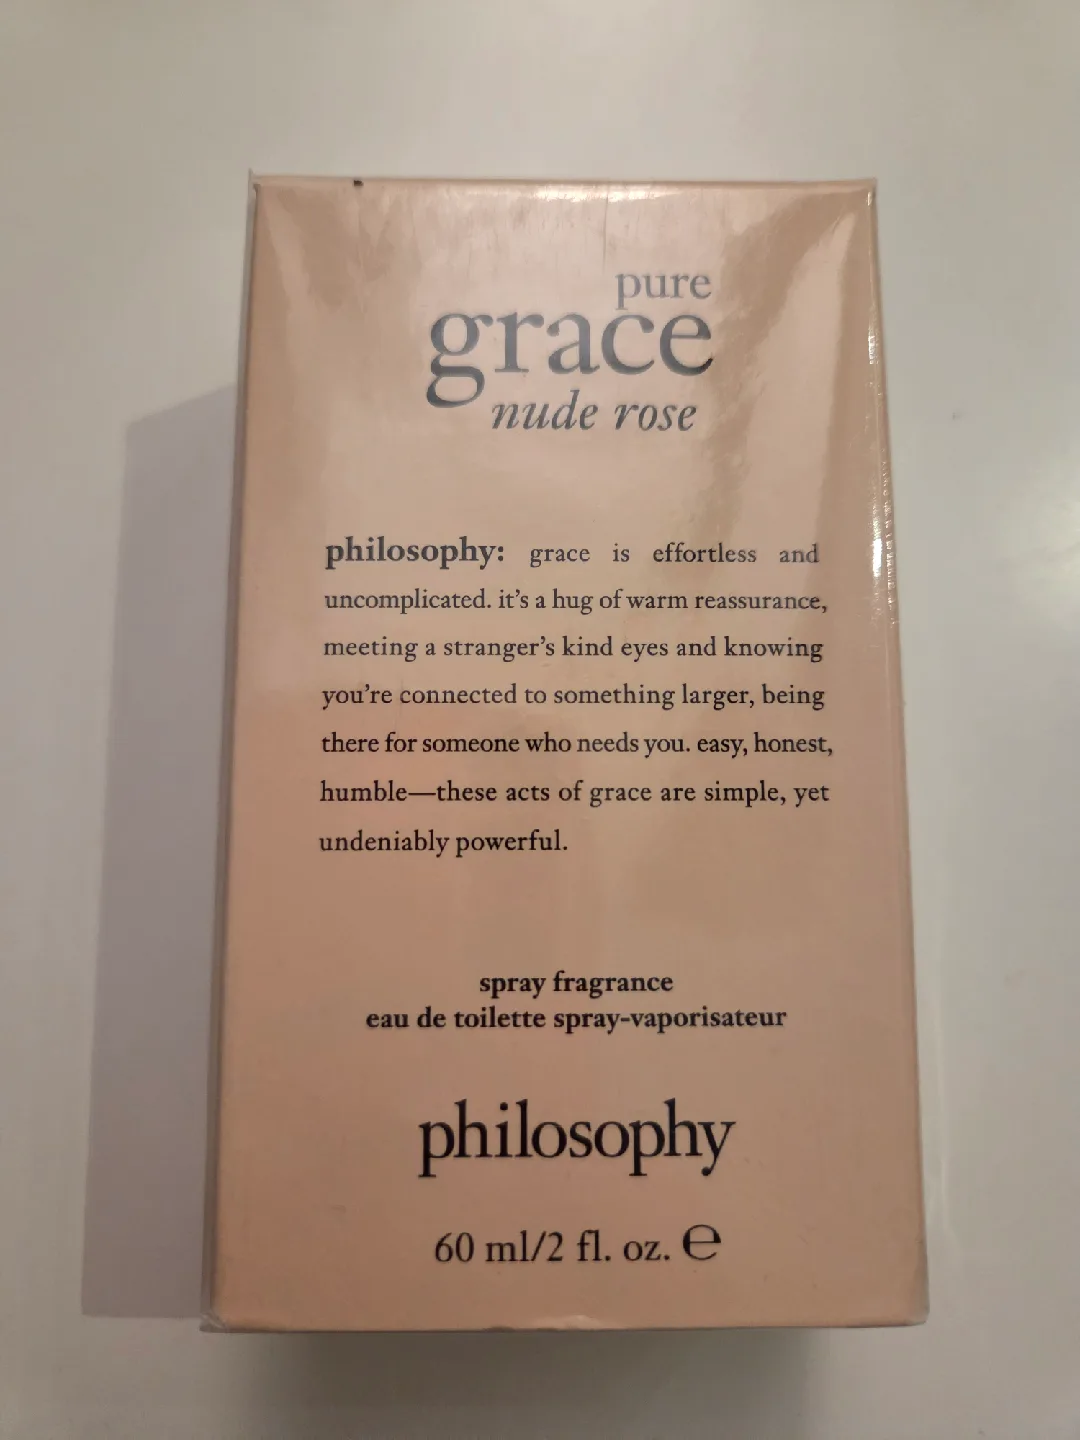 pure
grace
nude rose
philosophy: grace is effortless and
uncomplicated. it's a hug of warm reassurance,
meeting a stranger's kind eyes and knowing
you're connected to something larger, being
there for someone who needs you. easy, honest,
humble—these acts of grace are simple, yet
undeniably powerful.
spray fragrance
eau de toilette spray-vaporisateur
philosophy
60 ml/2 fl. oz. ℮